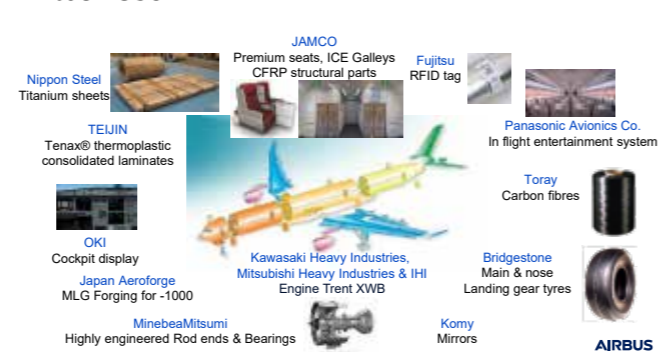 JAMCO
Premium seats, ICE Galleys
CFRP structural parts
Fujitsu
RFID tag
Nippon Steel
Titanium sheets
Panasonic Avionics Co.
In flight entertainment system
TEIJIN
Tenax® thermoplastic
consolidated laminates
Toray
Carbon fibres
OKI
Cockpit display
Kawasaki Heavy Industries,
Mitsubishi Heavy Industries & IHI
Engine Trent XWB
Bridgestone
Main & nose
Landing gear tyres
Japan Aeroforge
MLG Forging for -1000
MinebeaMitsumi
Highly engineered Rod ends & Bearings
Komy
Mirrors
AIRBUS